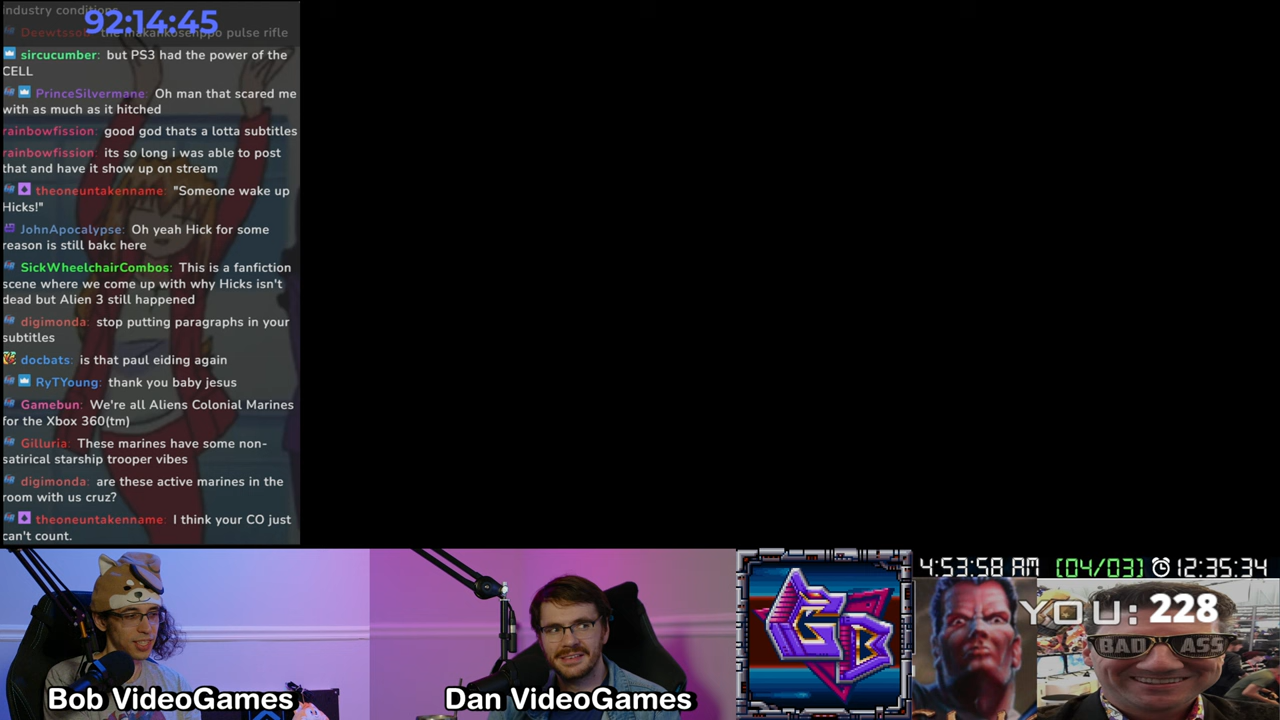 industry conditions
92:14:45
Deewtssob: the makankosenppo pulse rifle
sircucumber: but PS3 had the power of the
CELL
PrinceSilvermane: Oh man that scared me
with as much as it hitched
rainbowfission: good god thats a lotta subtitles
rainbowfission: its so long i was able to post
that and have it show up on stream
theoneuntakenname: "Someone wake up
Hicks!"
JohnApocalypse: Oh yeah Hick for some
reason is still bakc here
SickWheelchairCombos: This is a fanfiction
scene where we come up with why Hicks isn't
dead but Alien 3 still happened
digimonda: stop putting paragraphs in your
subtitles
docbats: is that paul eiding again
RyTYoung: thank you baby jesus
Gamebun: We're all Aliens Colonial Marines
for the Xbox 360(tm)
Gilluria: These marines have some non-
satirical starship trooper vibes
digimonda: are these active marines in the
room with us cruz?
theoneuntakenname: I think your CO just
can't count.
Bob VideoGames
Dan VideoGames
GB
4:53:58 AM [04/03] 12:35:34
YOU: 228
BAD ASS